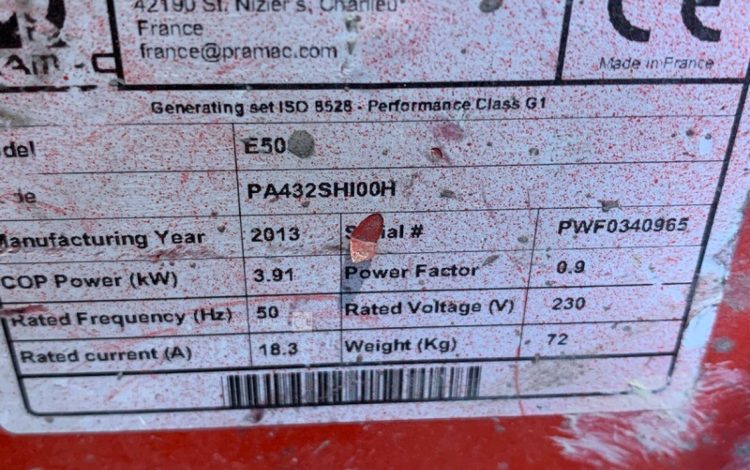 42190 St. Nizier s, Charlieu
France
france@pramac.com
Made in France
Generating set ISO 8528 - Performance Class G1
E50
PA432SHI00H
Manufacturing Year 2013 Serial # PWF0340965
COP Power (kW) 3.91 Power Factor 0.9
Rated Frequency (Hz) 50 Rated Voltage (V) 230
Rated current (A) 18.3 Weight (Kg) 72